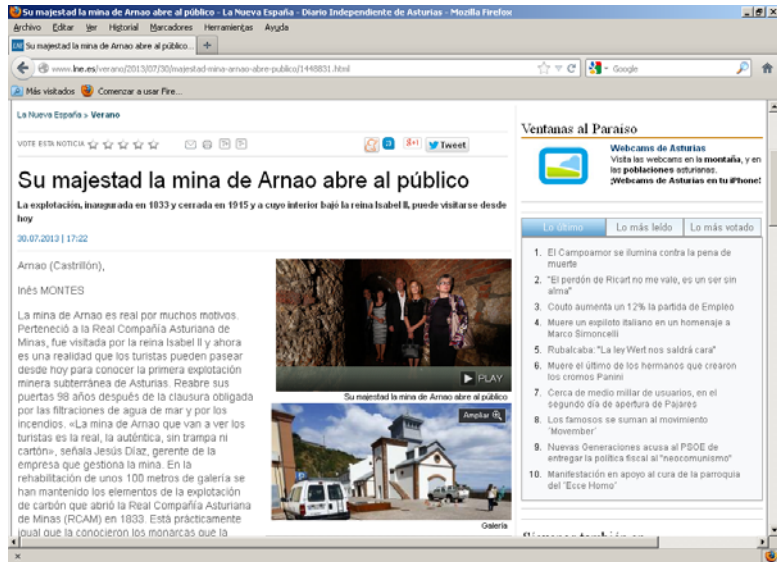 Su majestad la mina de Arnao abre al público - La Nueva España - Diario Independiente de Asturias - Mozilla Firefox
Archivo Editar Ver Historial Marcadores Herramientas Ayuda
Su majestad la mina de Arnao abre al público...
www.lne.es/verano/2013/07/30/majestad-mina-arnao-abre-publico/1448831.html
Google
Más visitados Comenzar a usar Fire...
La Nueva España » Verano
VOTE ESTA NOTICIA
Tweet
Su majestad la mina de Arnao abre al público
La explotación, inaugurada en 1833 y cerrada en 1915 y a cuyo interior bajó la reina Isabel II, puede visitarse desde
hoy
30.07.2013 | 17:22
Arnao (Castrillón),
Inés MONTES
La mina de Arnao es real por muchos motivos.
Perteneció a la Real Compañía Asturiana de
Minas, fue visitada por la reina Isabel II y ahora
es una realidad que los turistas pueden pasear
desde hoy para conocer la primera explotación
minera subterránea de Asturias. Reabre sus
puertas 98 años después de la clausura obligada
por las filtraciones de agua de mar y por los
incendios. «La mina de Arnao que van a ver los
turistas es la real, la auténtica, sin trampa ni
cartón», señala Jesús Díaz, gerente de la
empresa que gestiona la mina. En la
rehabilitación de unos 100 metros de galería se
han mantenido los elementos de la explotación
de carbón que abrió la Real Compañía Asturiana
de Minas (RCAM) en 1833. Está prácticamente
igual que la conocieron los monarcas que la
PLAY
Su majestad la mina de Arnao abre al público
Ampliar
Galería
Ventanas al Paraíso
Webcams de Asturias
Visita las webcams en la montaña, y en
las poblaciones asturianas.
¡Webcams de Asturias en tu iPhone!
Lo último Lo más leído Lo más votado
1. El Campoamor se ilumina contra la pena de
muerte
2. "El perdón de Ricart no me vale, es un ser sin
alma"
3. Couto aumenta un 12% la partida de Empleo
4. Muere un expiloto italiano en un homenaje a
Marco Simoncelli
5. Rubalcaba: "La ley Wert nos saldrá cara"
6. Muere el último de los hermanos que crearon
los cromos Panini
7. Cerca de medio millar de usuarios, en el
segundo día de apertura de Pajares
8. Los famosos se suman al movimiento
'Movember'
9. Nuevas Generaciones acusa al PSOE de
entregar la política fiscal al "neocomunismo"
10. Manifestación en apoyo al cura de la parroquia
del 'Ecce Homo'